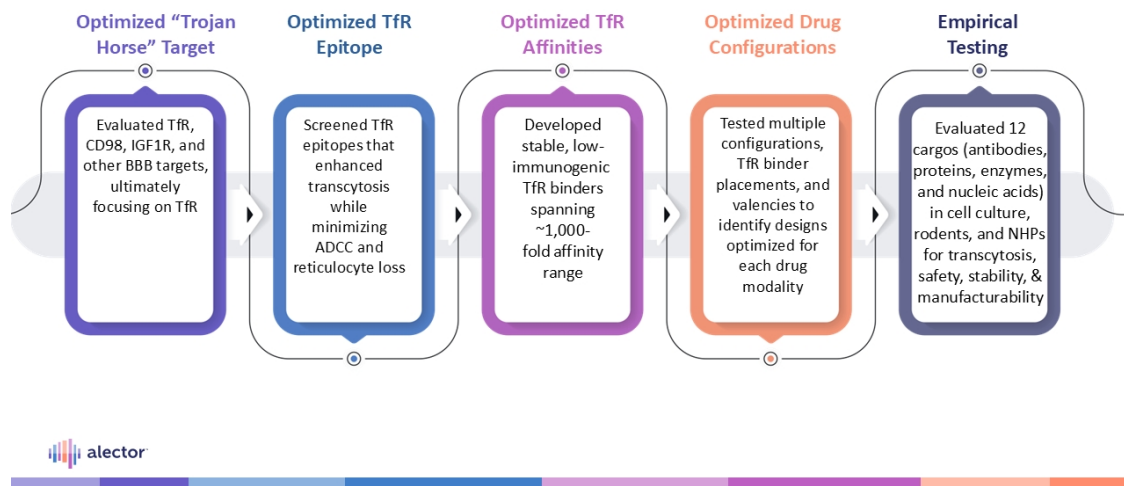 Optimized “Trojan
Horse” Target
Optimized TfR
Epitope
Optimized TfR
Affinities
Optimized Drug
Configurations
Empirical
Testing
Evaluated TfR,
CD98, IGF1R, and
other BBB targets,
ultimately
focusing on TfR
Screened TfR
epitopes that
enhanced
transcytosis
while
minimizing
ADCC and
reticulocyte loss
Developed
stable, low-
immunogenic
TfR binders
spanning
~1,000-
fold affinity
range
Tested multiple
configurations,
TfR binder
placements, and
valencies to
identify designs
optimized for
each drug
modality
Evaluated 12
cargos (antibodies,
proteins, enzymes,
and nucleic acids)
in cell culture,
rodents, and NHPs
for transcytosis,
safety, stability, &
manufacturability
alector